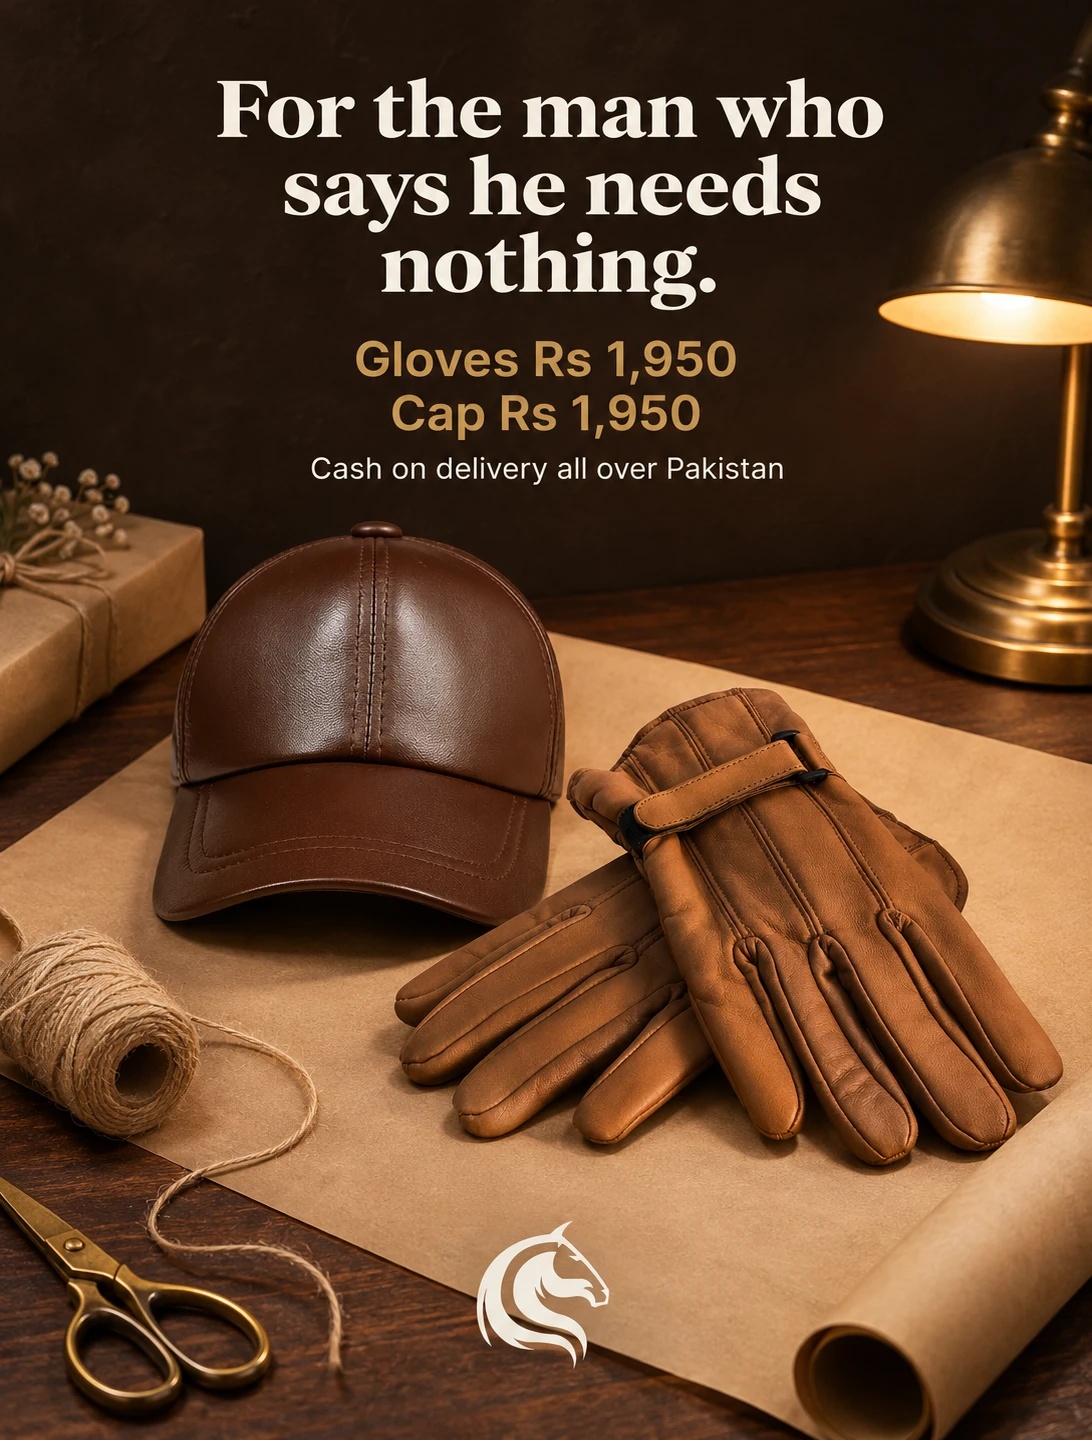 For the man who
says he needs
nothing.
Gloves Rs 1,950
Cap Rs 1,950
Cash on delivery all over Pakistan